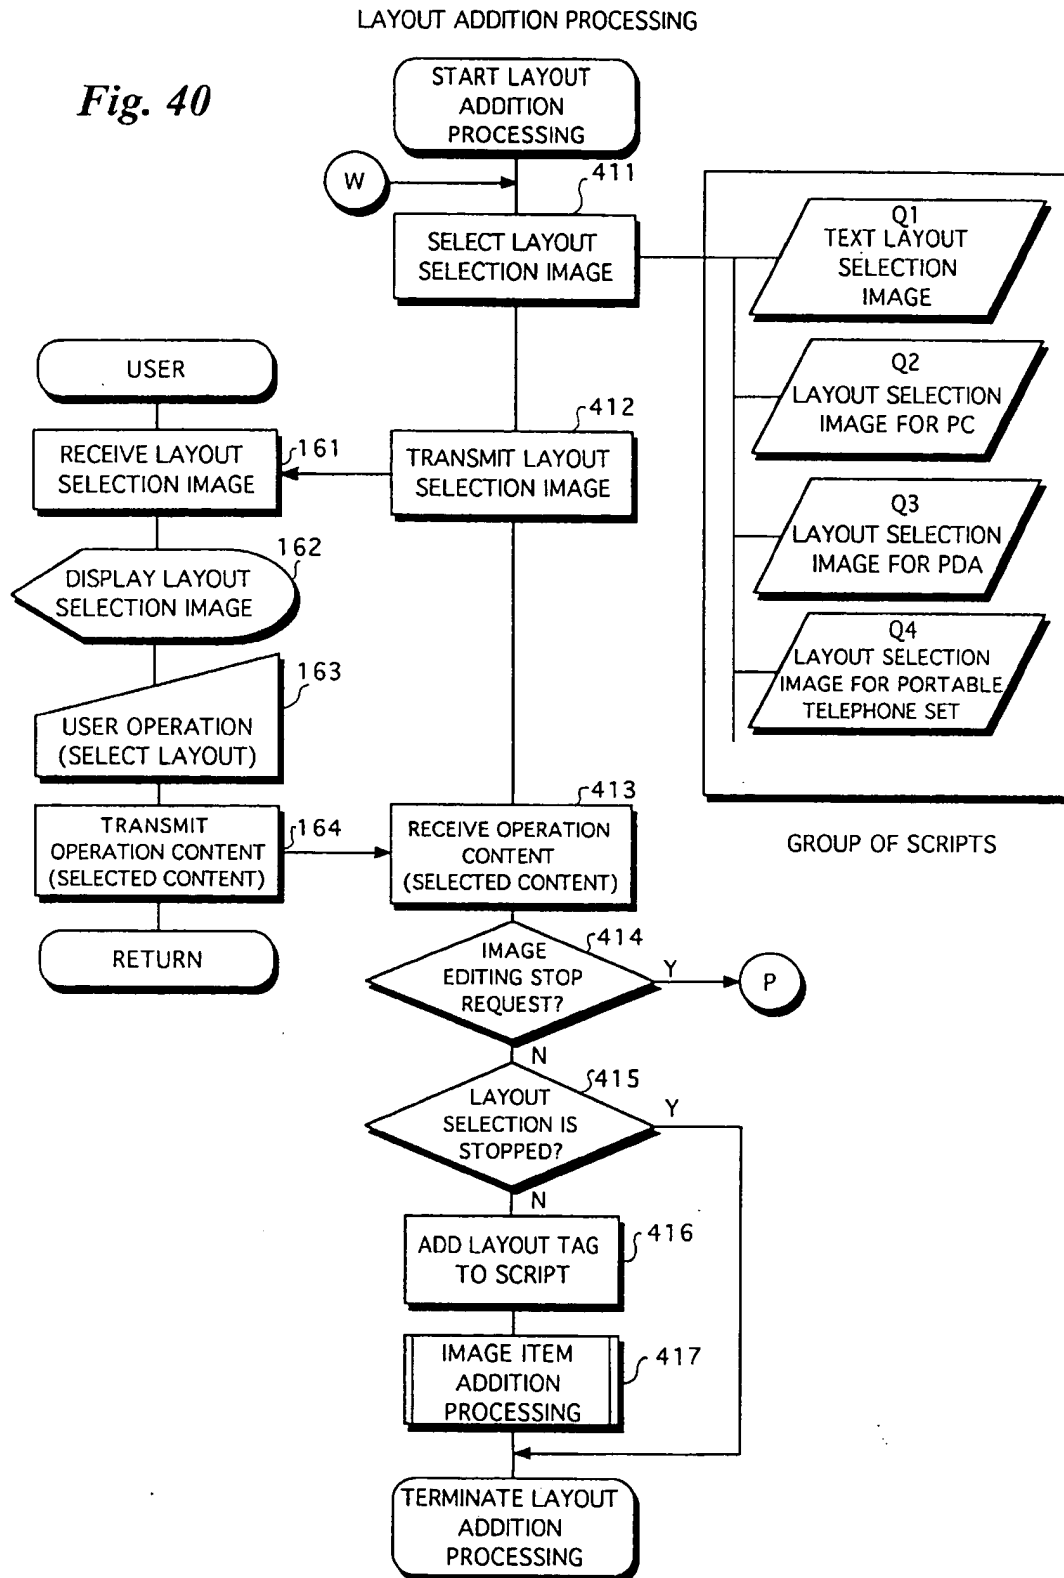 LAYOUT ADDITION PROCESSING
Fig. 40
START LAYOUT
ADDITION
PROCESSING
W
411
SELECT LAYOUT
SELECTION IMAGE
Q1
TEXT LAYOUT
SELECTION
IMAGE
Q2
LAYOUT SELECTION
IMAGE FOR PC
Q3
LAYOUT SELECTION
IMAGE FOR PDA
Q4
LAYOUT SELECTION
IMAGE FOR PORTABLE
TELEPHONE SET
GROUP OF SCRIPTS
USER
RECEIVE LAYOUT
SELECTION IMAGE
161
412
TRANSMIT LAYOUT
SELECTION IMAGE
DISPLAY LAYOUT
SELECTION IMAGE
162
USER OPERATION
(SELECT LAYOUT)
163
TRANSMIT
OPERATION CONTENT
(SELECTED CONTENT)
164
413
RECEIVE OPERATION
CONTENT
(SELECTED CONTENT)
RETURN
IMAGE
EDITING STOP
REQUEST?
414
Y
P
N
LAYOUT
SELECTION IS
STOPPED?
415
Y
N
ADD LAYOUT TAG
TO SCRIPT
416
IMAGE ITEM
ADDITION
PROCESSING
417
TERMINATE LAYOUT
ADDITION
PROCESSING